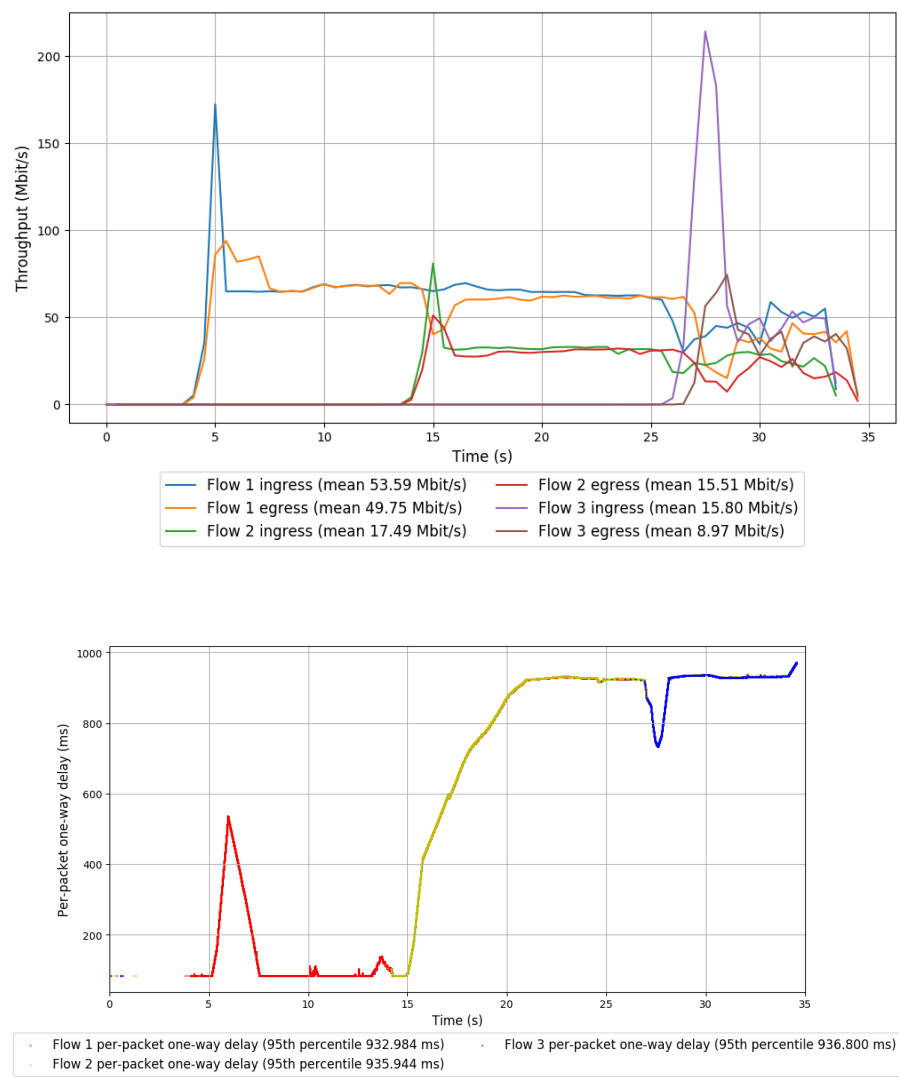 200
150
100
50
0
Throughput (Mbit/s)
0 5 10 15 20 25 30 35
Time (s)
Flow 1 ingress (mean 53.59 Mbit/s)
Flow 1 egress (mean 49.75 Mbit/s)
Flow 2 ingress (mean 17.49 Mbit/s)
Flow 2 egress (mean 15.51 Mbit/s)
Flow 3 ingress (mean 15.80 Mbit/s)
Flow 3 egress (mean 8.97 Mbit/s)
1000
800
600
400
200
Per-packet one-way delay (ms)
0 5 10 15 20 25 30 35
Time (s)
Flow 1 per-packet one-way delay (95th percentile 932.984 ms)
Flow 2 per-packet one-way delay (95th percentile 935.944 ms)
Flow 3 per-packet one-way delay (95th percentile 936.800 ms)